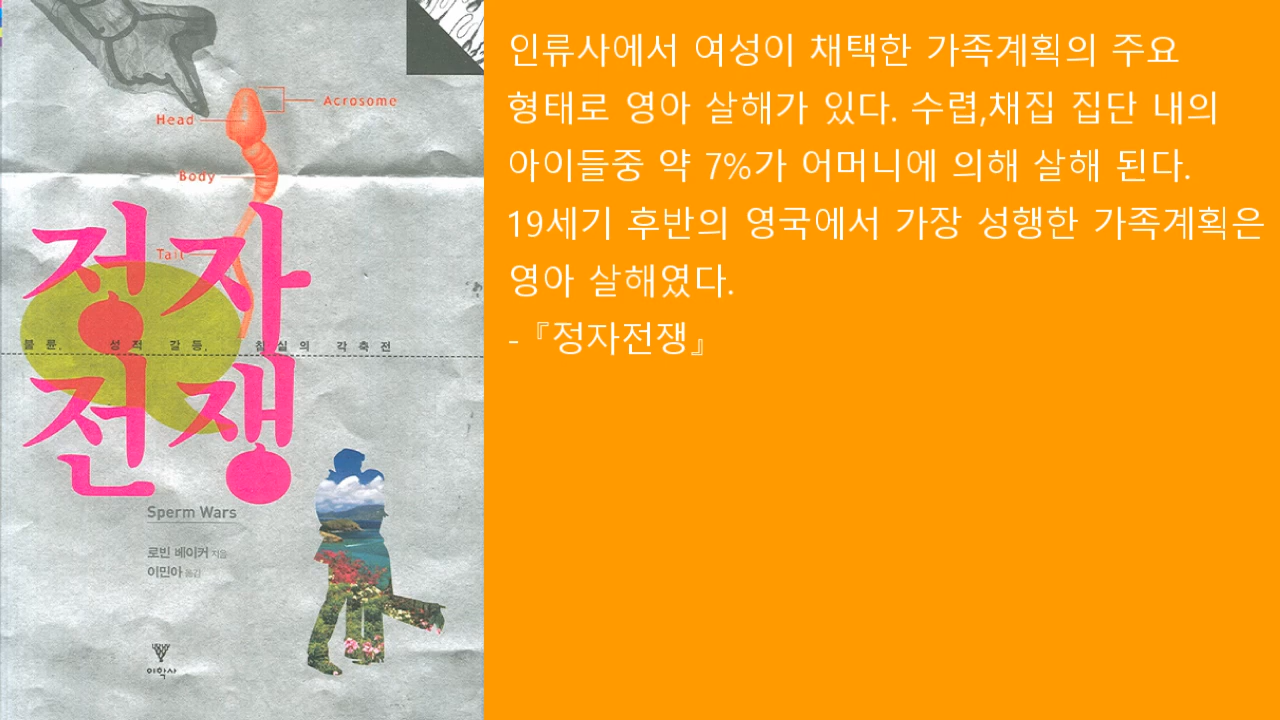 Acrosome
Head
Body
Tail
정자
불륜, 성적 갈등, 침실의 각축전
전쟁
Sperm Wars
로빈 베이커 지음
이민아 옮김
이학사
인류사에서 여성이 채택한 가족계획의 주요
형태로 영아 살해가 있다. 수렵,채집 집단 내의
아이들중 약 7%가 어머니에 의해 살해 된다.
19세기 후반의 영국에서 가장 성행한 가족계획은
영아 살해였다.
-『정자전쟁』